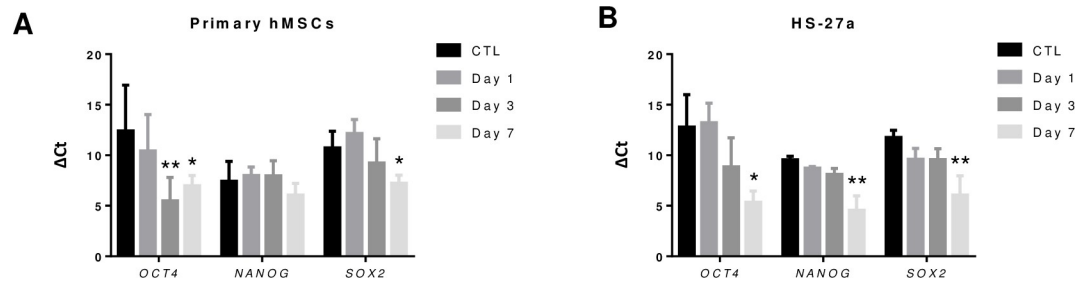 A
Primary hMSCs
ΔCt
20
15
10
5
0
** *
*
OCT4 NANOG SOX2
CTL
Day 1
Day 3
Day 7
B
HS-27a
ΔCt
20
15
10
5
0
*
**
**
OCT4 NANOG SOX2
CTL
Day 1
Day 3
Day 7